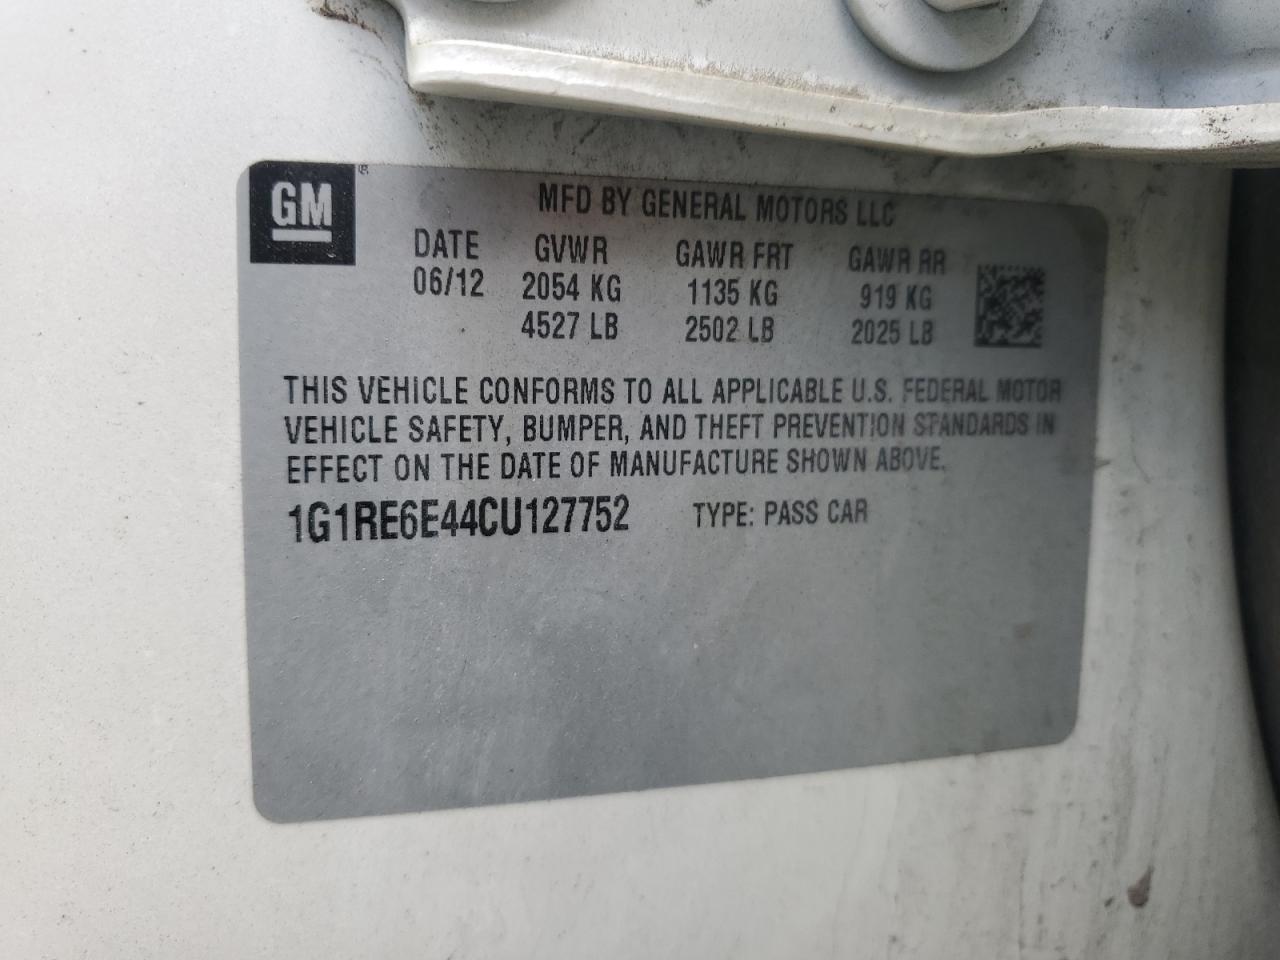 GM
MFD BY GENERAL MOTORS LLC
DATE GVWR GAWR FRT GAWR RR
06/12 2054 KG 1135 KG 919 KG
4527 LB 2502 LB 2025 LB
THIS VEHICLE CONFORMS TO ALL APPLICABLE U.S. FEDERAL MOTOR
VEHICLE SAFETY, BUMPER, AND THEFT PREVENTION STANDARDS IN
EFFECT ON THE DATE OF MANUFACTURE SHOWN ABOVE.
1G1RE6E44CU127752 TYPE: PASS CAR